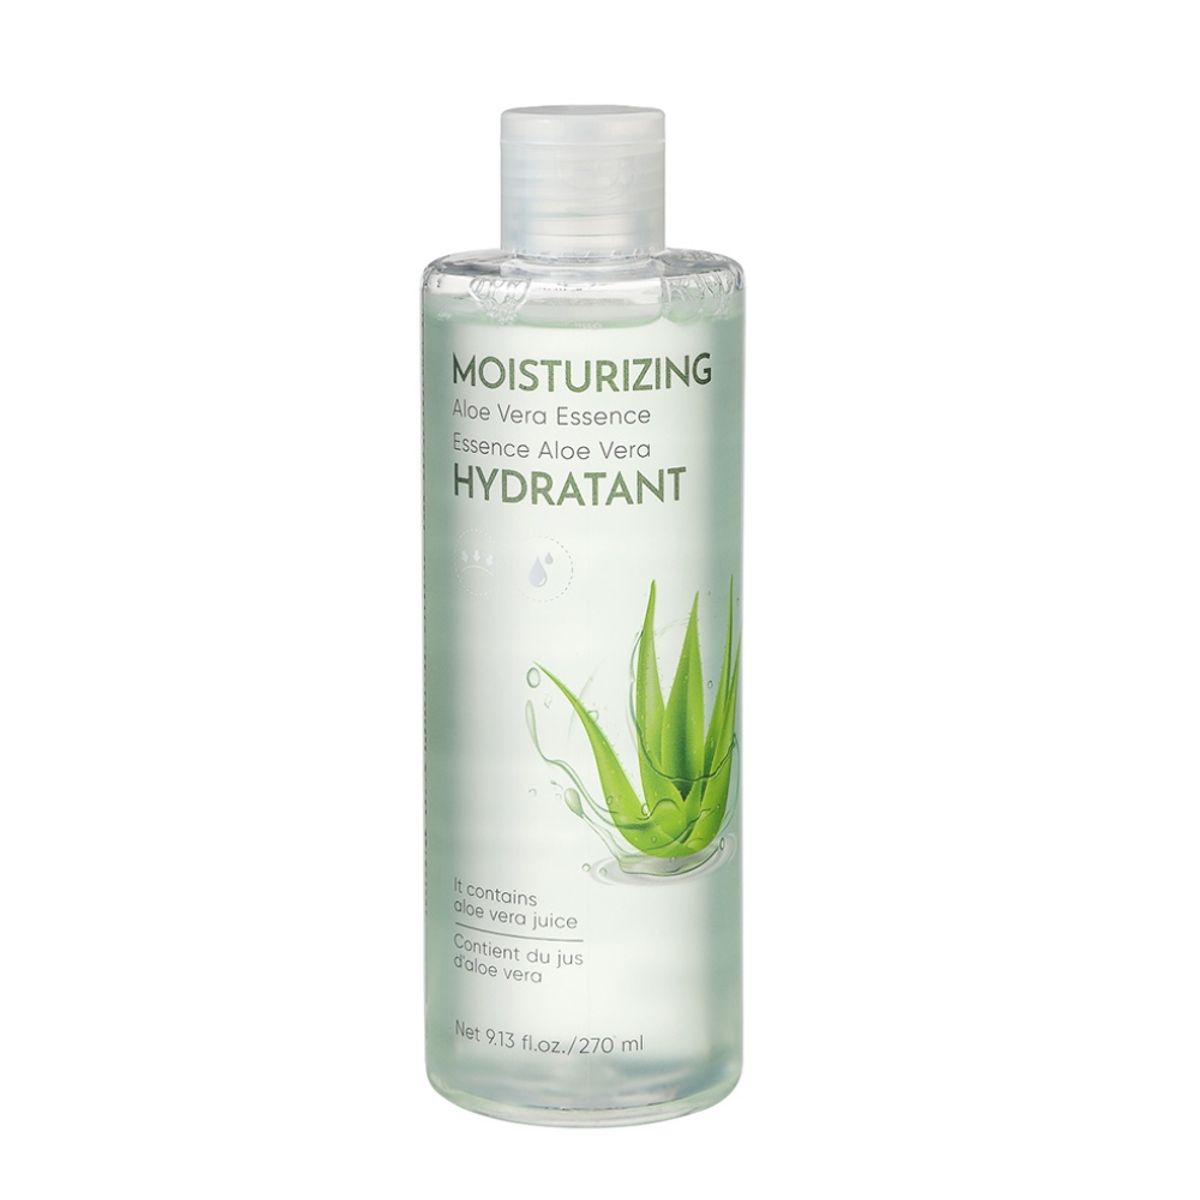 MOISTURIZING
Aloe Vera Essence
Essence Aloe Vera
HYDRATANT
It contains
aloe vera juice
Contient du jus
d'aloe vera
Net 9.13 fl.oz./270 ml